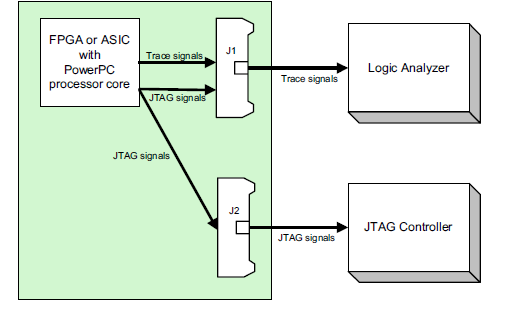 FPGA or ASIC
with
PowerPC
processor core
Trace signals
JTAG signals
J1
Trace signals
Logic Analyzer
JTAG signals
J2
JTAG signals
JTAG Controller